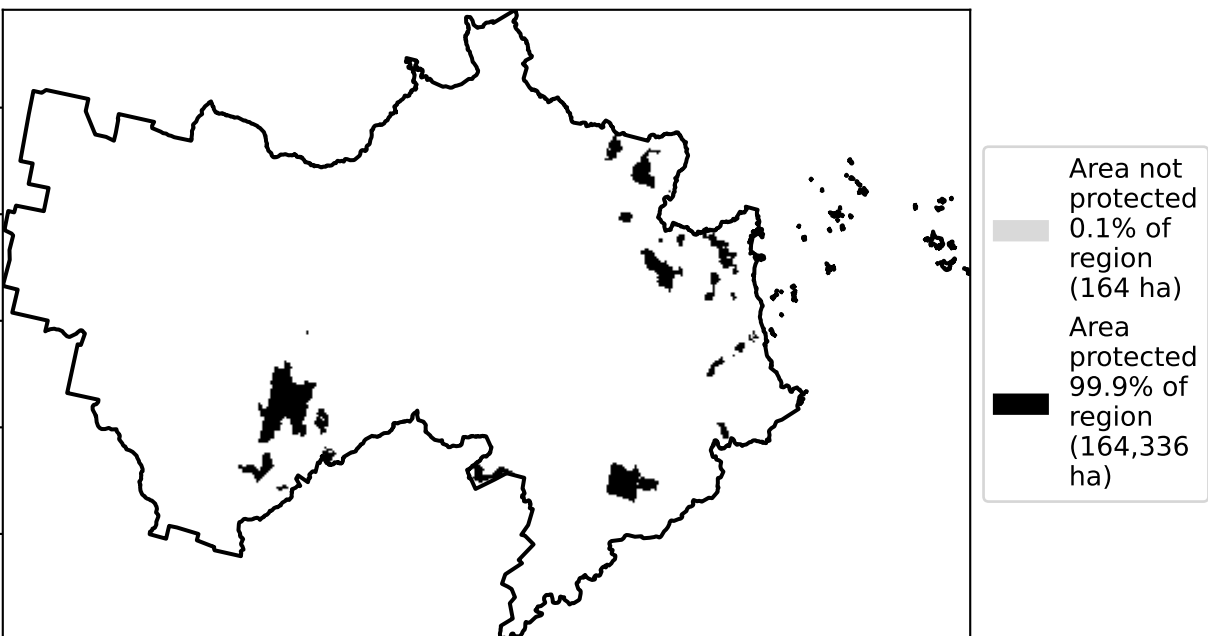 Area not
protected
0.1% of
region
(164 ha)
Area
protected
99.9% of
region
(164,336
ha)